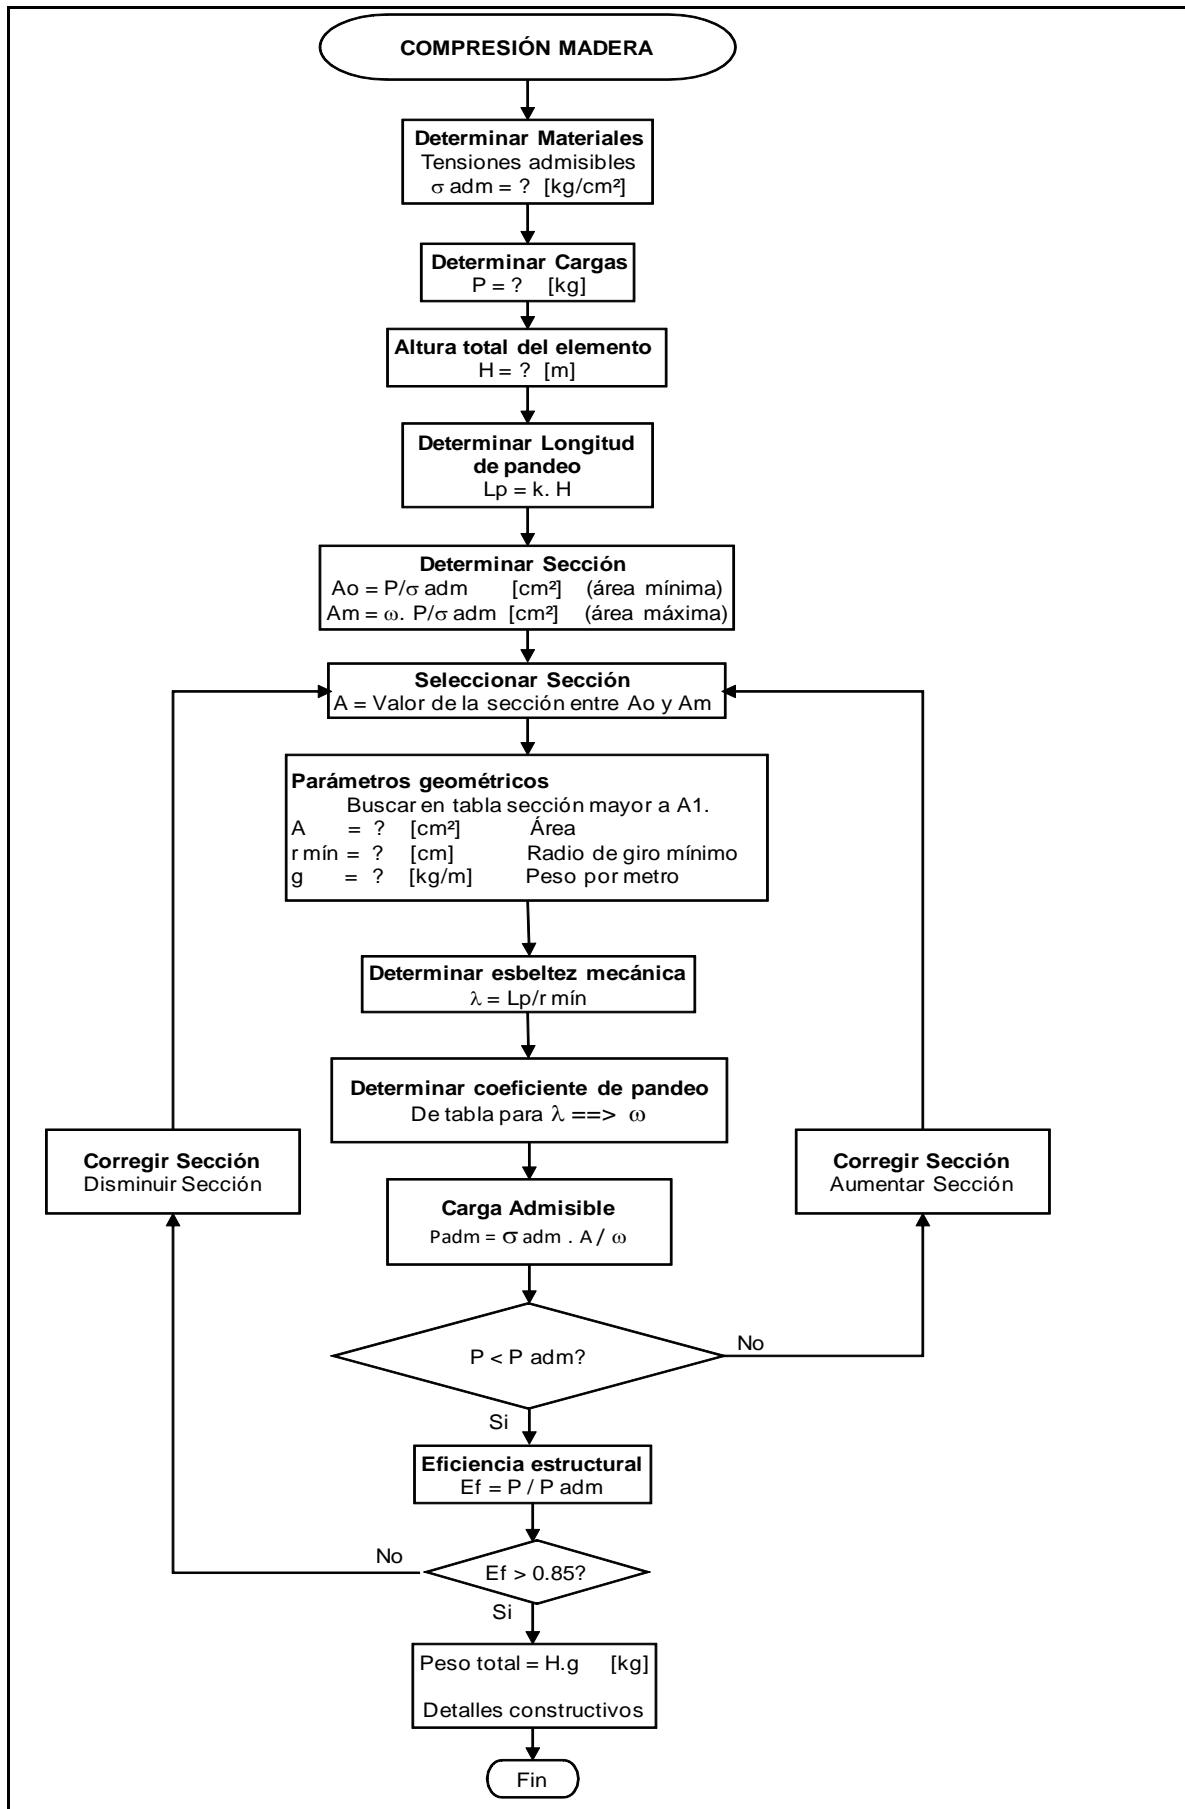 COMPRESIÓN MADERA
Determinar Materiales
Tensiones admisibles
σ adm = ? [kg/cm²]
Determinar Cargas
P = ? [kg]
Altura total del elemento
H = ? [m]
Determinar Longitud
de pandeo
Lp = k. H
Determinar Sección
Ao = P/σ adm [cm²] (área mínima)
Am = ω. P/σ adm [cm²] (área máxima)
Seleccionar Sección
A = Valor de la sección entre Ao y Am
Parámetros geométricos
Buscar en tabla sección mayor a A1.
A = ? [cm²] Área
r mín = ? [cm] Radio de giro mínimo
g = ? [kg/m] Peso por metro
Determinar esbeltez mecánica
λ = Lp/r mín
Determinar coeficiente de pandeo
De tabla para λ ==> ω
Corregir Sección
Disminuir Sección
Corregir Sección
Aumentar Sección
Carga Admisible
Padm = σ adm . A / ω
P < P adm?
No
Si
Eficiencia estructural
Ef = P / P adm
No
Ef > 0.85?
Si
Peso total = H.g [kg]
Detalles constructivos
Fin